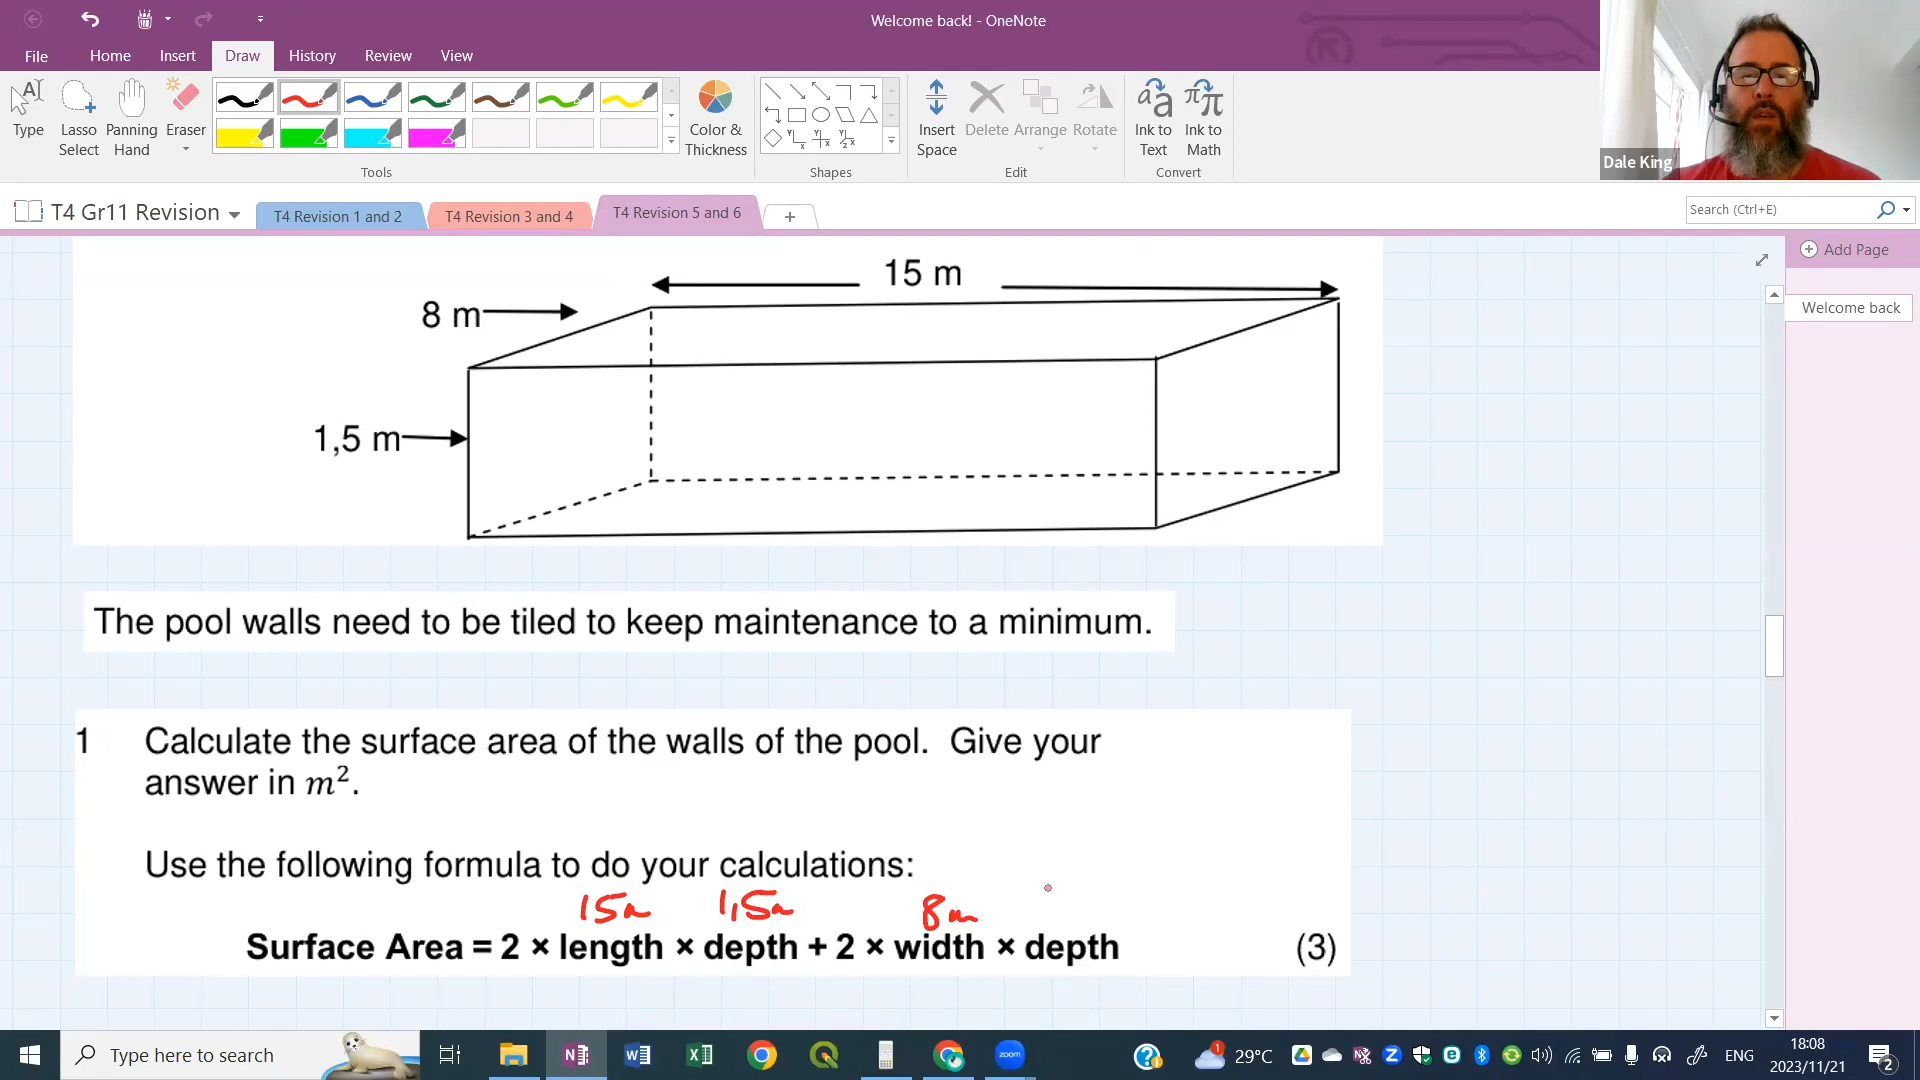 Welcome back! - OneNote
File Home Insert Draw History Review View
Type
Lasso Select
Panning Hand
Eraser
Color & Thickness
Insert Space
Delete
Arrange
Rotate
Ink to Text
Ink to Math
Tools
Shapes
Edit
Convert
Dale King
T4 Gr11 Revision
T4 Revision 1 and 2
T4 Revision 3 and 4
T4 Revision 5 and 6
Search (Ctrl+E)
Add Page
Welcome back
15 m
8 m
1,5 m
The pool walls need to be tiled to keep maintenance to a minimum.
1 Calculate the surface area of the walls of the pool. Give your
answer in m².
Use the following formula to do your calculations:
15m 1,5m 8m
Surface Area = 2 × length × depth + 2 × width × depth (3)
Type here to search
zoom
29°C
ENG
18:08
2023/11/21
2